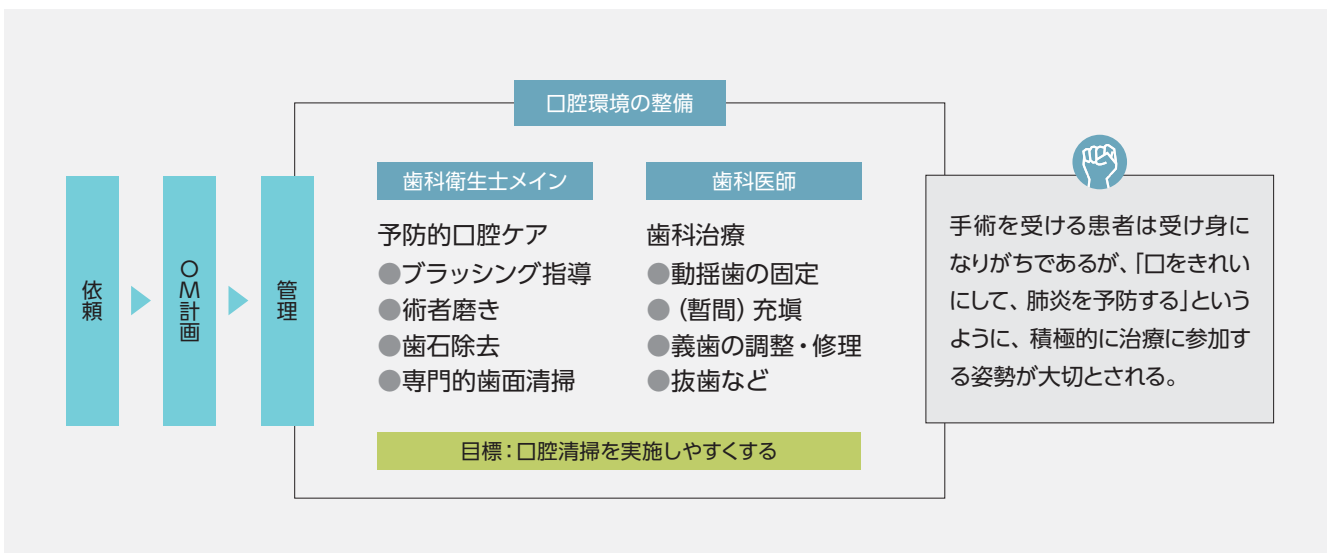 口腔環境の整備
依頼
OM計画
管理
歯科衛生士メイン
予防的口腔ケア
●ブラッシング指導
●術者磨き
●歯石除去
●専門的歯面清掃
歯科医師
歯科治療
●動揺歯の固定
●(暫間)充塡
●義歯の調整・修理
●抜歯など
目標:口腔清掃を実施しやすくする
手術を受ける患者は受け身に
なりがちであるが、「口をきれい
にして、肺炎を予防する」という
ように、積極的に治療に参加す
る姿勢が大切とされる。